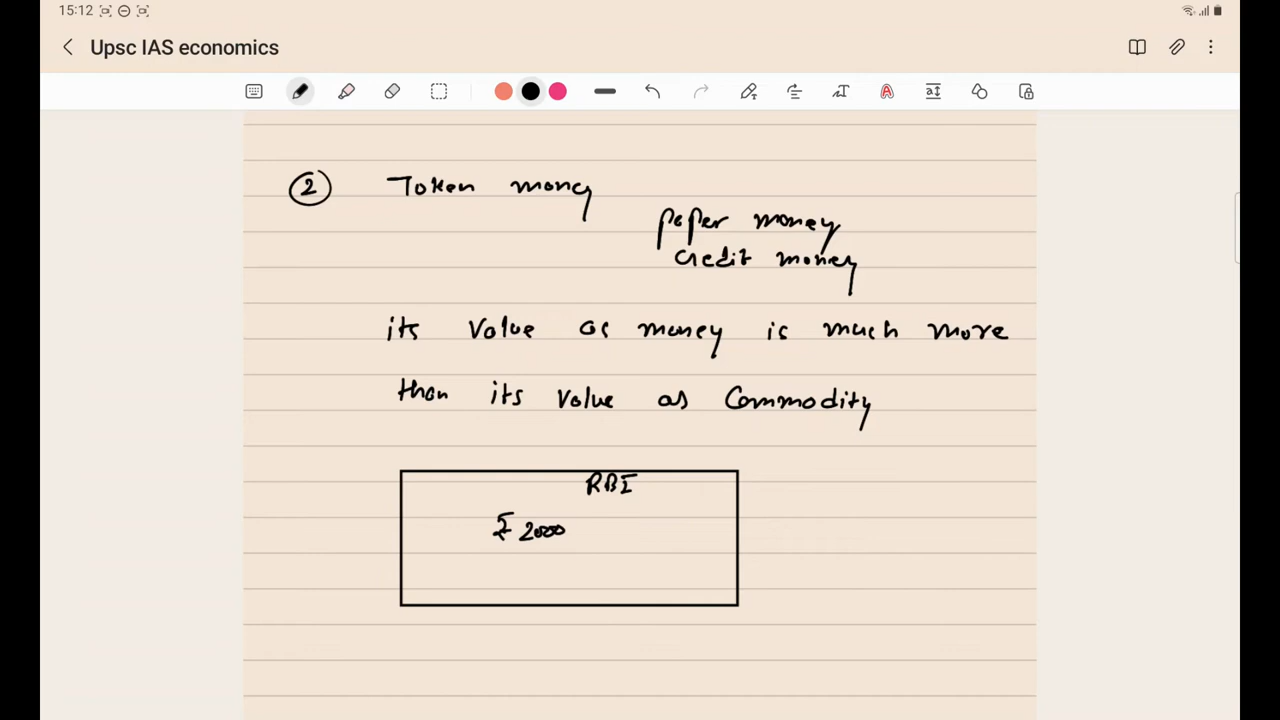 15:12
Upsc IAS economics
② Token money
paper money
credit money
its value as money is much more
than its value as Commodity
RBI
₹ 2000